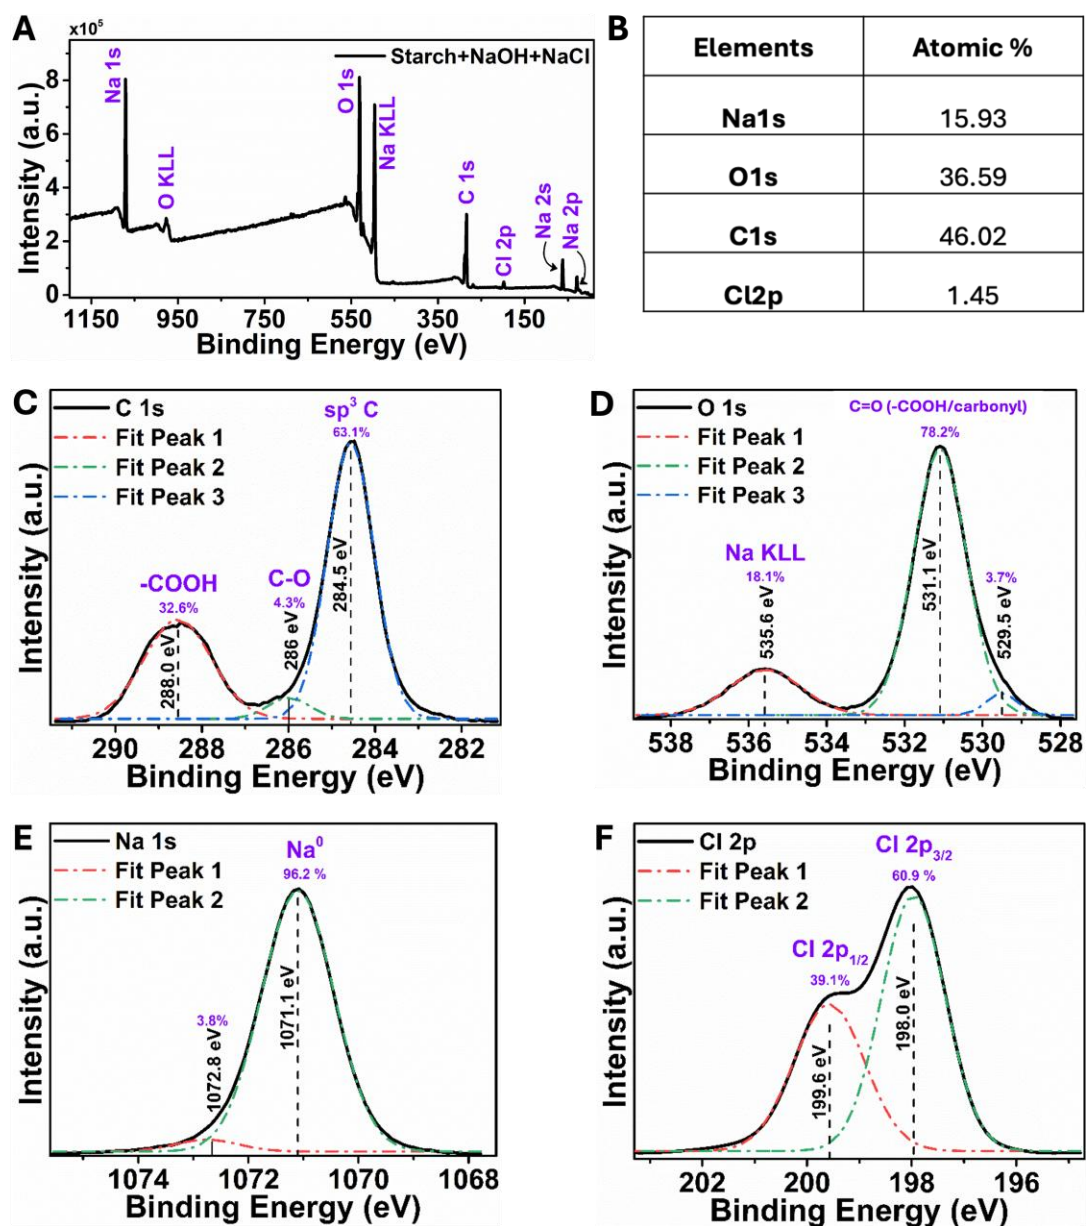 A
x10⁵
Starch+NaOH+NaCl
Na 1s
O KLL
O 1s
Na KLL
C 1s
Cl 2p
Na 2s
Na 2p
Intensity (a.u.)
8
6
4
2
0
1150 950 750 550 350 150
Binding Energy (eV)
B
Elements Atomic %
Na1s 15.93
O1s 36.59
C1s 46.02
Cl2p 1.45
C
C 1s
Fit Peak 1
Fit Peak 2
Fit Peak 3
sp³ C
63.1%
284.5 eV
-COOH
32.6%
288.0 eV
C-O
4.3%
286 eV
Intensity (a.u.)
290 288 286 284 282
Binding Energy (eV)
D
O 1s
Fit Peak 1
Fit Peak 2
Fit Peak 3
C=O (-COOH/carbonyl)
78.2%
531.1 eV
Na KLL
18.1%
535.6 eV
3.7%
529.5 eV
Intensity (a.u.)
538 536 534 532 530 528
Binding Energy (eV)
E
Na 1s
Fit Peak 1
Fit Peak 2
Na⁰
96.2 %
1071.1 eV
3.8%
1072.8 eV
Intensity (a.u.)
1074 1072 1070 1068
Binding Energy (eV)
F
Cl 2p
Fit Peak 1
Fit Peak 2
Cl 2p₃/₂
60.9 %
198.0 eV
Cl 2p₁/₂
39.1%
199.6 eV
Intensity (a.u.)
202 200 198 196
Binding Energy (eV)